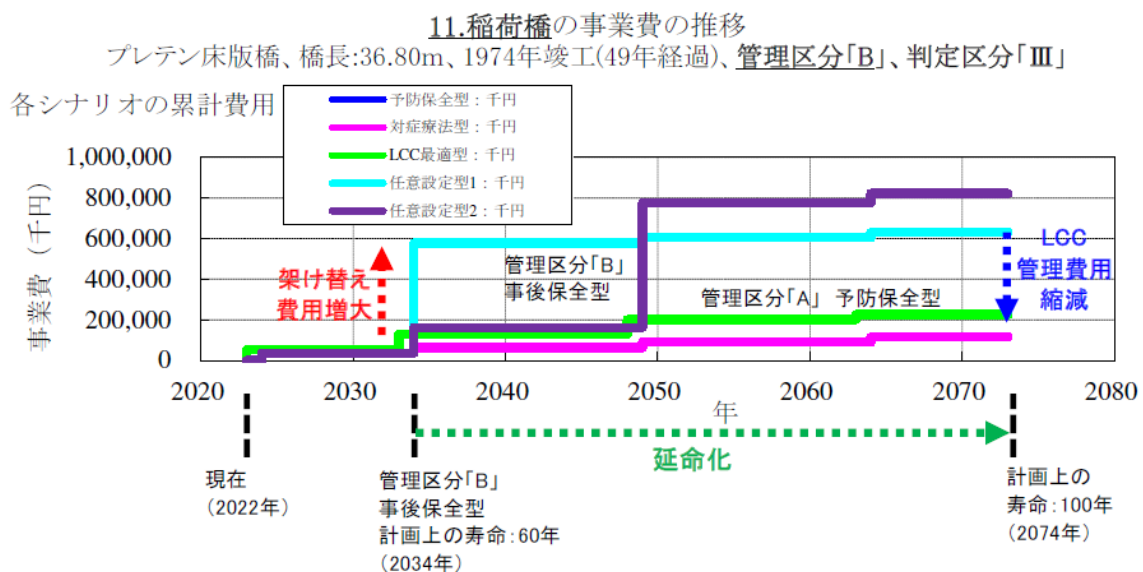 11.稲荷橋の事業費の推移
プレテン床版橋、橋長:36.80m、1974年竣工(49年経過)、管理区分「B」、判定区分「Ⅲ」
各シナリオの累計費用
予防保全型：千円
対症療法型：千円
LCC最適型：千円
任意設定型1：千円
任意設定型2：千円
事業費（千円）
1,000,000
800,000
600,000
400,000
200,000
0
架け替え
費用増大
管理区分「B」
事後保全型
管理区分「A」 予防保全型
LCC
管理費用
縮減
2020
2030
2040
2050
2060
2070
2080
年
延命化
現在
(2022年)
管理区分「B」
事後保全型
計画上の寿命:60年
(2034年)
計画上の
寿命:100年
(2074年)